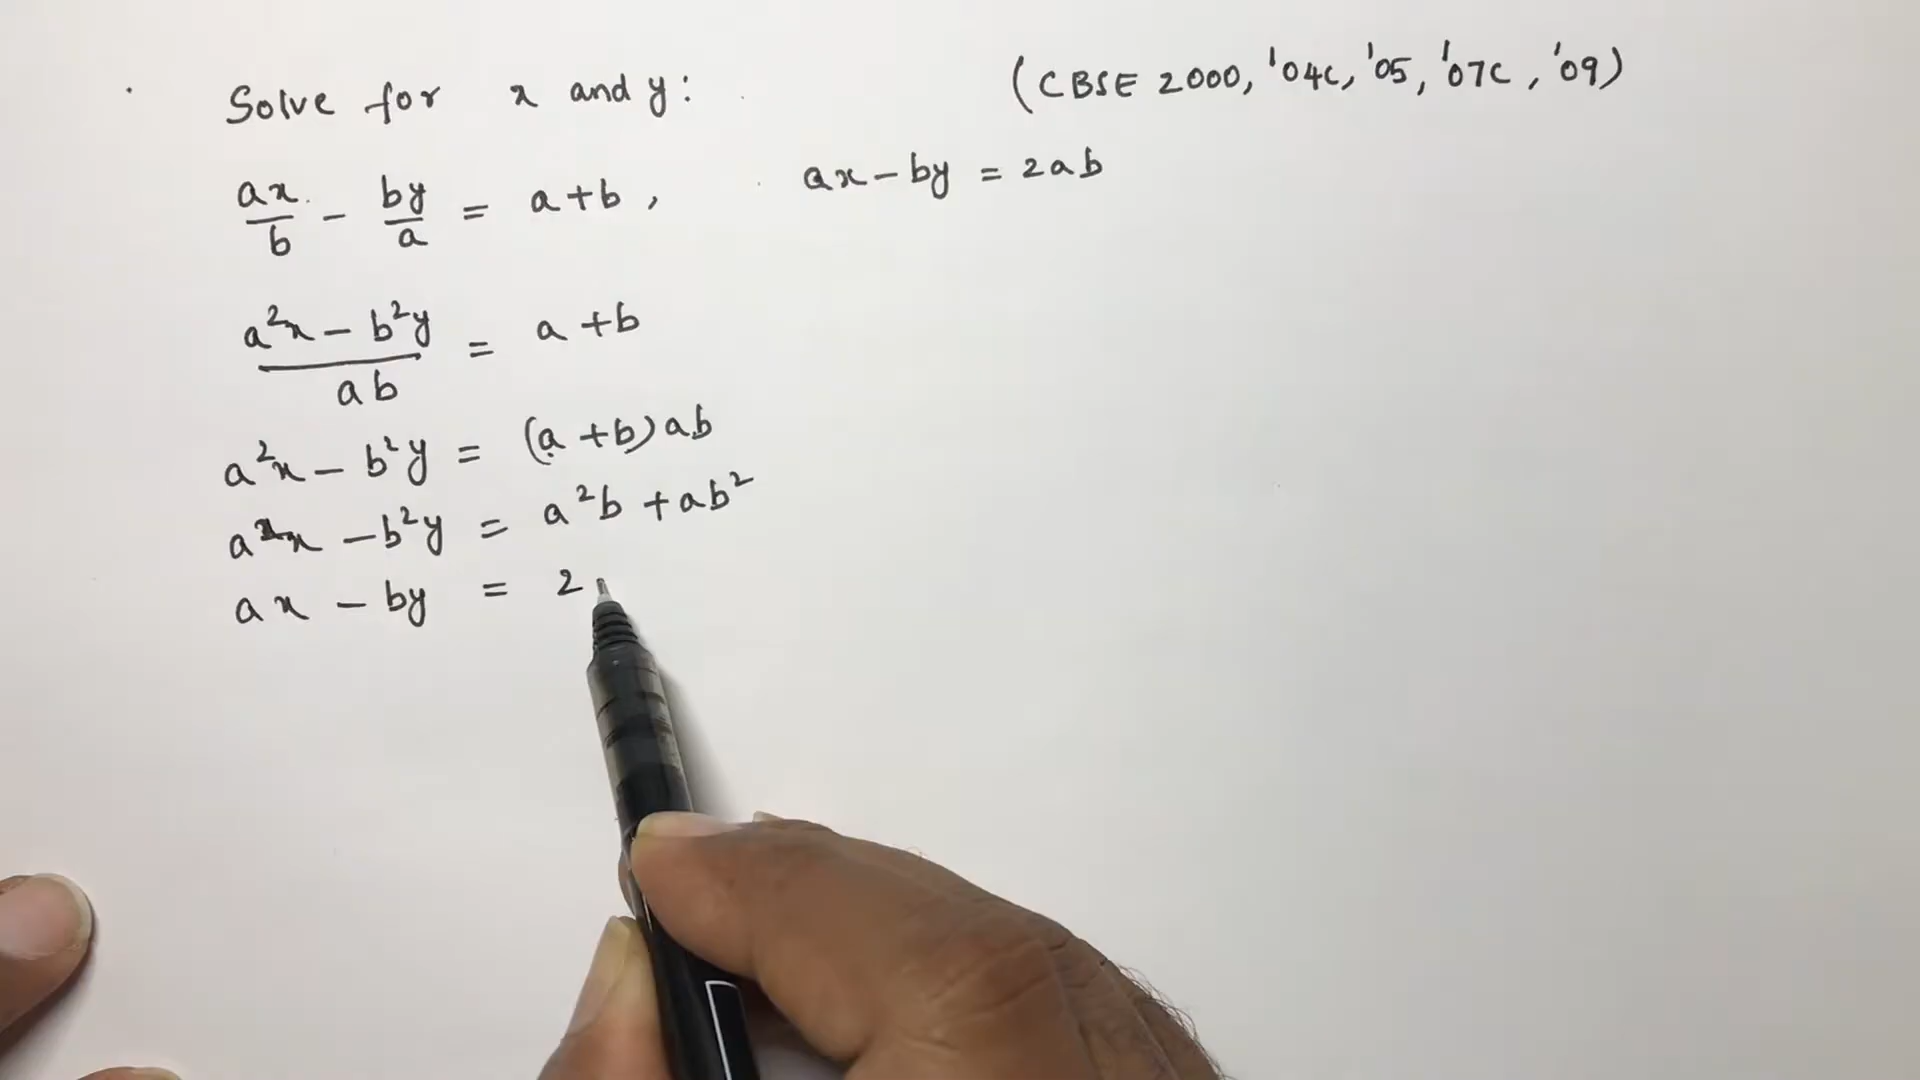 Solve for x and y: (CBSE 2000, '04C, '05, '07C, '09)
ax/b - by/a = a+b, ax-by = 2ab
(a²x - b²y)/ab = a+b
a²x - b²y = (a+b)ab
a²x - b²y = a²b + ab²
ax - by = 2